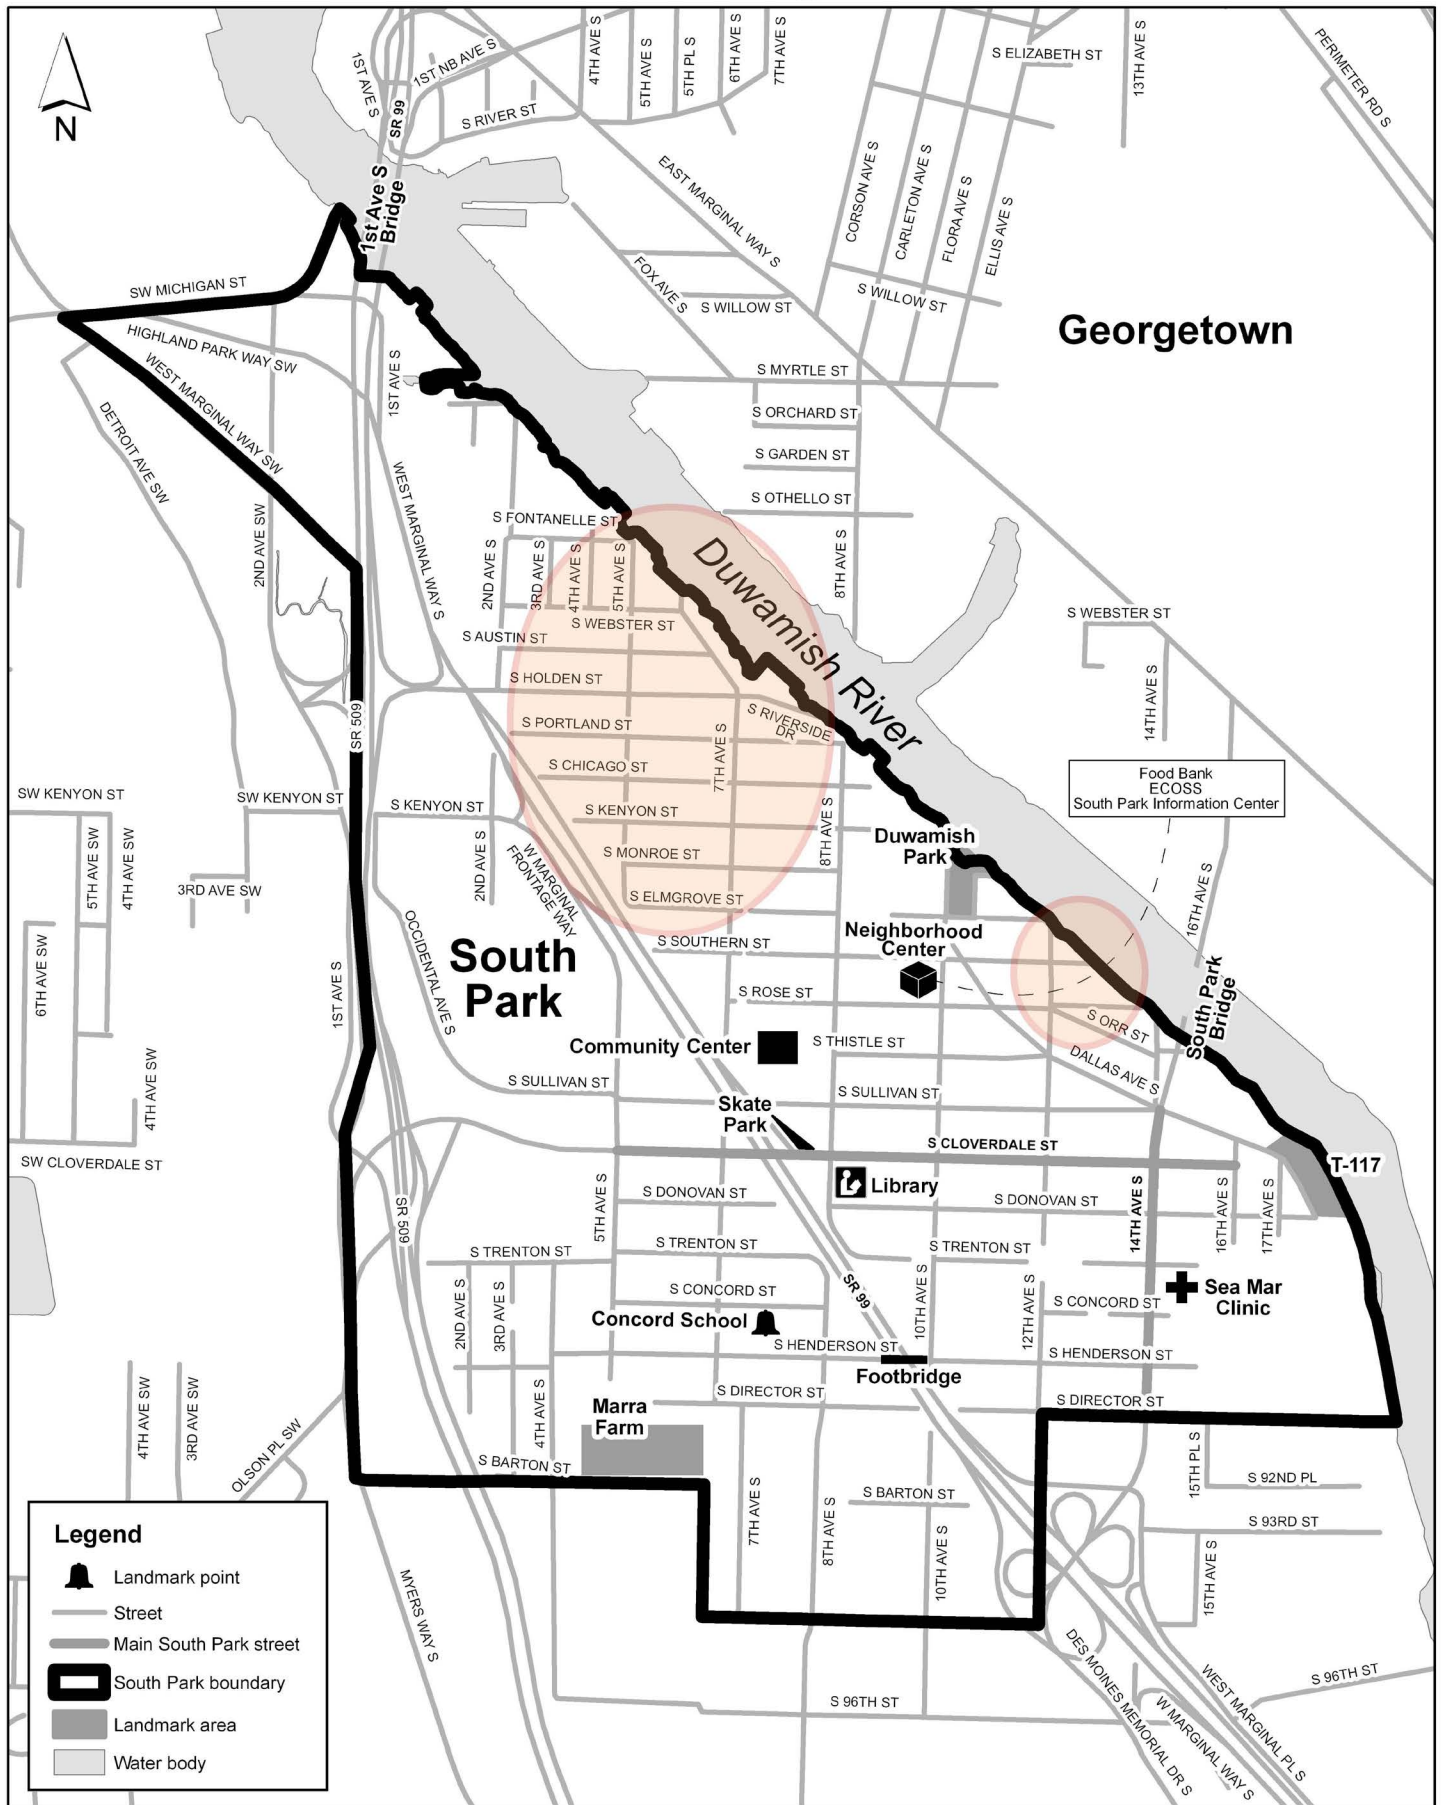 4TH AVE S
5TH AVE S
5TH PL S
6TH AVE S
7TH AVE S
S ELIZABETH ST
13TH AVE S
PERIMETER RD S
1ST AVE S
1ST NB AVE S
SR 99
S RIVER ST
N
1st Ave S
Bridge
EAST MARGINAL WAY S
CORSON AVE S
CARLETON AVE S
FLORA AVE S
ELLIS AVE S
SW MICHIGAN ST
FOX AVE S
S WILLOW ST
S WILLOW ST
Georgetown
HIGHLAND PARK WAY SW
WEST MARGINAL WAY SW
DETROIT AVE SW
1ST AVE S
S MYRTLE ST
S ORCHARD ST
S GARDEN ST
S OTHELLO ST
WEST MARGINAL WAY S
2ND AVE SW
S FONTANELLE ST
2ND AVE S
3RD AVE S
4TH AVE S
5TH AVE S
Duwamish River
8TH AVE S
S WEBSTER ST
S WEBSTER ST
S AUSTIN ST
S HOLDEN ST
14TH AVE S
SR 509
S PORTLAND ST
7TH AVE S
S RIVERSIDE
DR
S CHICAGO ST
Food Bank
ECOSS
South Park Information Center
SW KENYON ST
SW KENYON ST
S KENYON ST
S KENYON ST
8TH AVE S
Duwamish
Park
5TH AVE SW
4TH AVE SW
3RD AVE SW
2ND AVE S
W MARGINAL
FRONTAGE WAY
S MONROE ST
S ELMGROVE ST
16TH AVE S
6TH AVE SW
1ST AVE S
OCCIDENTAL AVE S
South
Park
S SOUTHERN ST
Neighborhood
Center
S ROSE ST
South Park
Bridge
S ORR ST
Community Center
S THISTLE ST
DALLAS AVE S
4TH AVE SW
S SULLIVAN ST
S SULLIVAN ST
Skate
Park
S CLOVERDALE ST
SW CLOVERDALE ST
T-117
Library
S DONOVAN ST
S DONOVAN ST
5TH AVE S
SR 509
14TH AVE S
16TH AVE S
17TH AVE S
S TRENTON ST
S TRENTON ST
S TRENTON ST
2ND AVE S
3RD AVE S
S CONCORD ST
SR 99
10TH AVE S
12TH AVE S
S CONCORD ST
Sea Mar
Clinic
Concord School
S HENDERSON ST
S HENDERSON ST
Footbridge
4TH AVE SW
3RD AVE SW
OLSON PL SW
4TH AVE S
Marra
Farm
S DIRECTOR ST
S DIRECTOR ST
S BARTON ST
S BARTON ST
15TH PL S
S 92ND PL
S 93RD ST
7TH AVE S
8TH AVE S
10TH AVE S
15TH AVE S
MYERS WAY S
DES MOINES MEMORIAL DR S
W MARGINAL WAY S
WEST MARGINAL PL S
S 96TH ST
S 96TH ST
Legend
Landmark point
Street
Main South Park street
South Park boundary
Landmark area
Water body